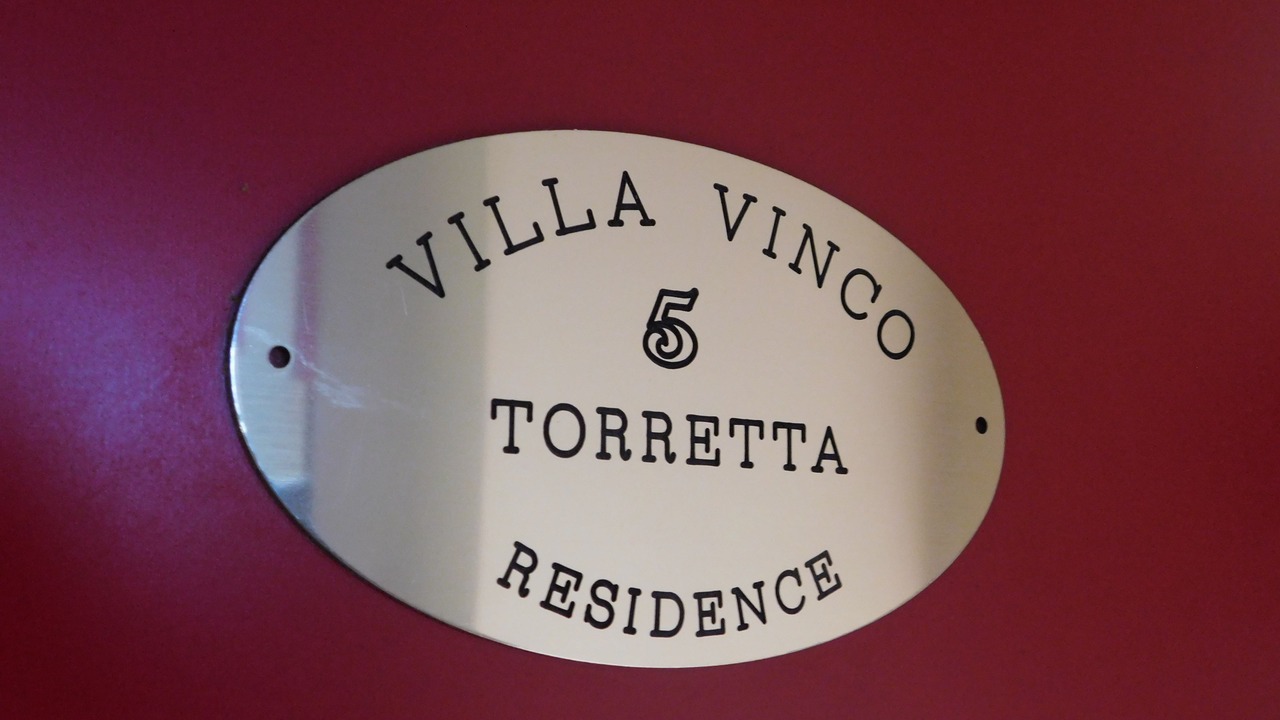 VILLA VINCO
5
TORRETTA
RESIDENCE